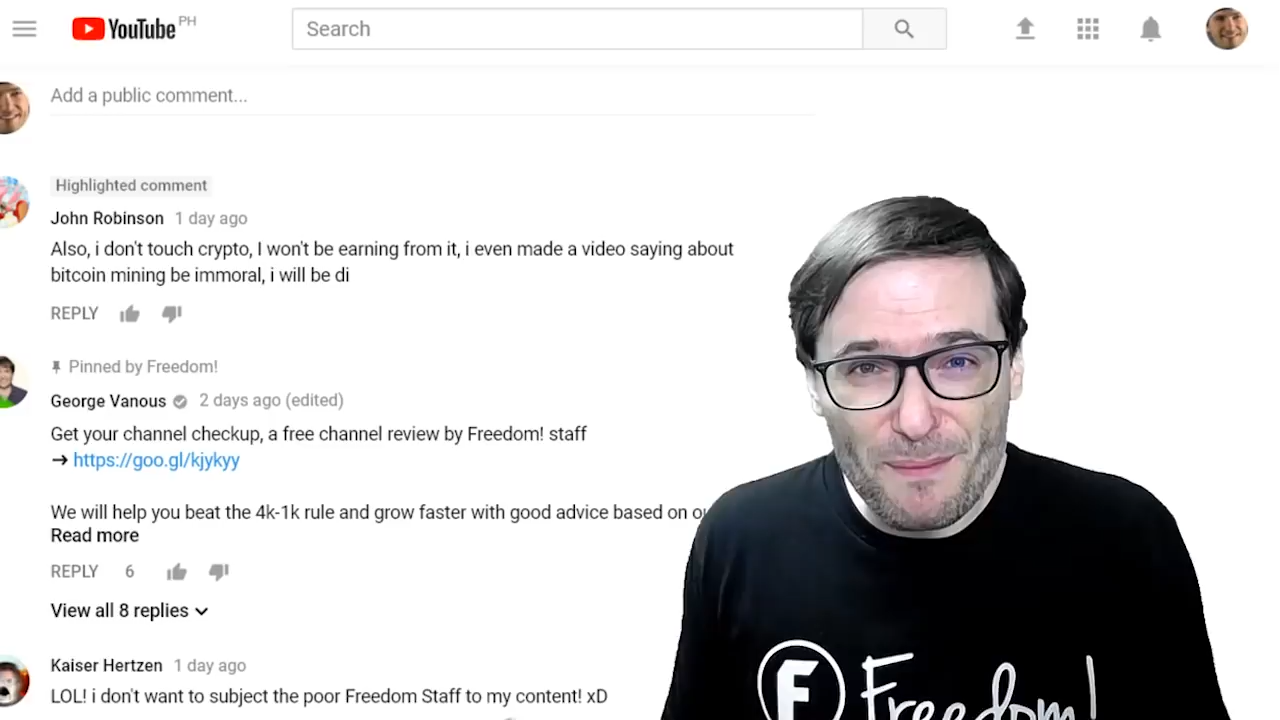 YouTube PH
Search
Add a public comment...
Highlighted comment
John Robinson 1 day ago
Also, i don't touch crypto, I won't be earning from it, i even made a video saying about
bitcoin mining be immoral, i will be di
REPLY
Pinned by Freedom!
George Vanous 2 days ago (edited)
Get your channel checkup, a free channel review by Freedom! staff
→ https://goo.gl/kjykyy
We will help you beat the 4k-1k rule and grow faster with good advice based on
Read more
REPLY 6
View all 8 replies
Kaiser Hertzen 1 day ago
LOL! i don't want to subject the poor Freedom Staff to my content! xD
F Freedom!